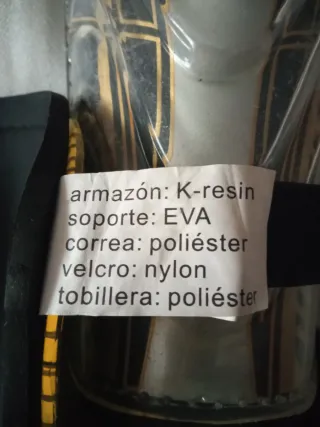 armazón: K-resin
soporte: EVA
correa: poliéster
velcro: nylon
tobillera: poliéster